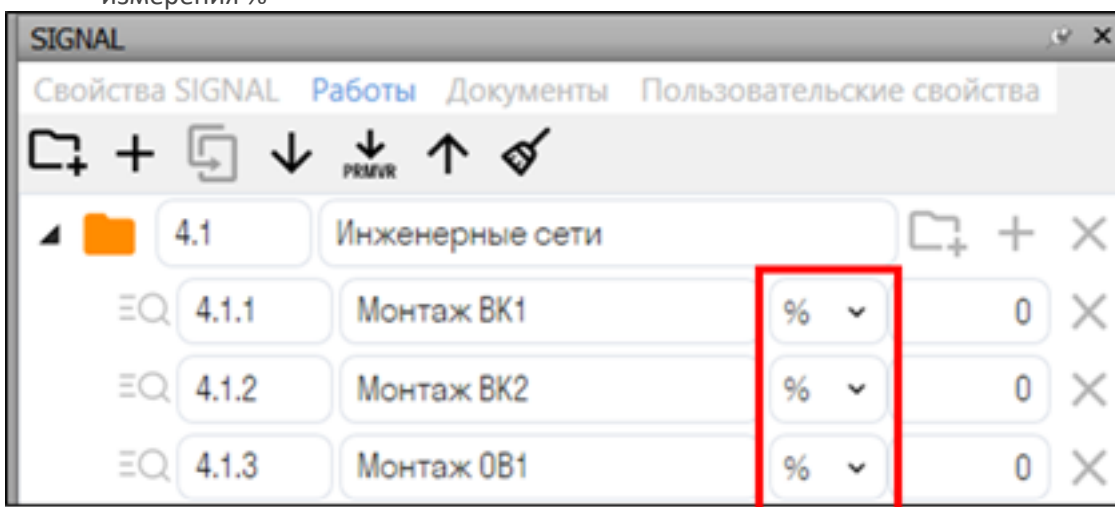 измерения %
SIGNAL
Свойства SIGNAL Работы Документы Пользовательские свойства
PRMVR
4.1 Инженерные сети
4.1.1 Монтаж ВК1 % 0
4.1.2 Монтаж ВК2 % 0
4.1.3 Монтаж ОВ1 % 0